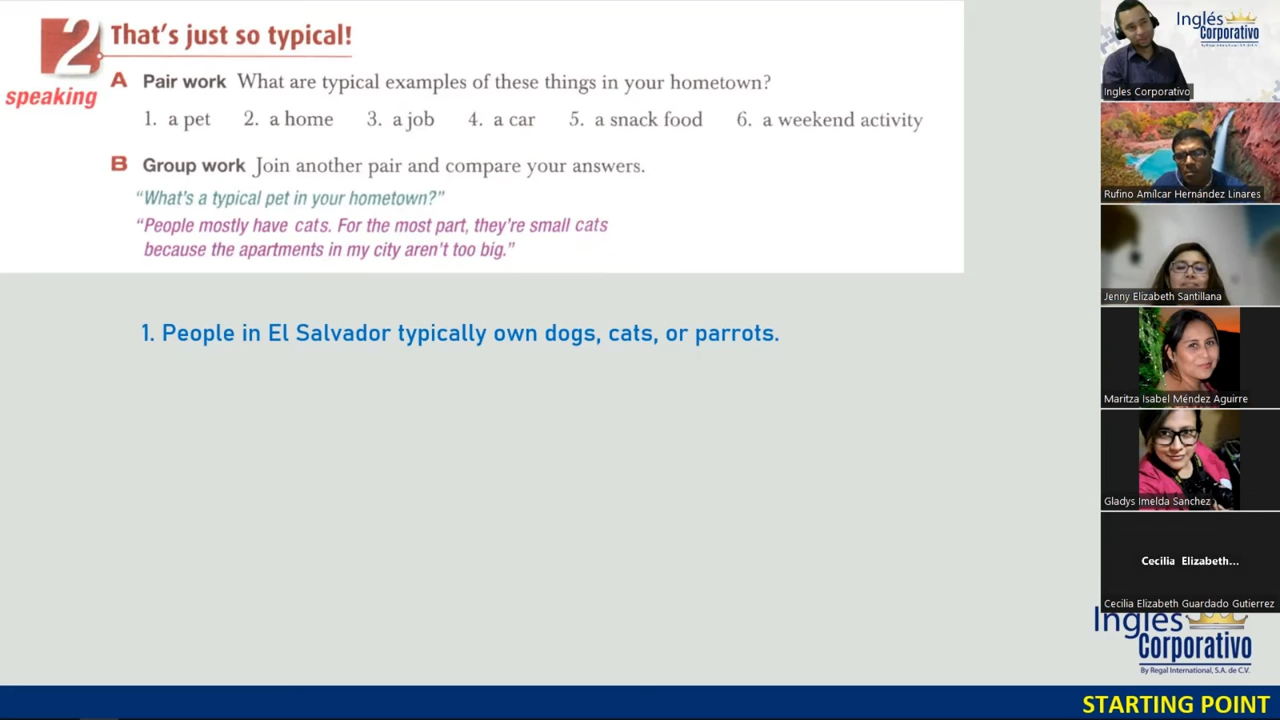 2 That's just so typical!
speaking
A Pair work What are typical examples of these things in your hometown?
1. a pet 2. a home 3. a job 4. a car 5. a snack food 6. a weekend activity
B Group work Join another pair and compare your answers.
"What's a typical pet in your hometown?"
"People mostly have cats. For the most part, they're small cats
because the apartments in my city aren't too big."
1. People in El Salvador typically own dogs, cats, or parrots.
Inglés
Corporativo
By Regal International, S.A. de C.V.
Ingles Corporativo
Rufino Amílcar Hernández Linares
Jenny Elizabeth Santillana
Maritza Isabel Méndez Aguirre
Gladys Imelda Sanchez
Cecilia Elizabeth...
Cecilia Elizabeth Guardado Gutierrez
Inglés
Corporativo
By Regal International, S.A. de C.V.
STARTING POINT